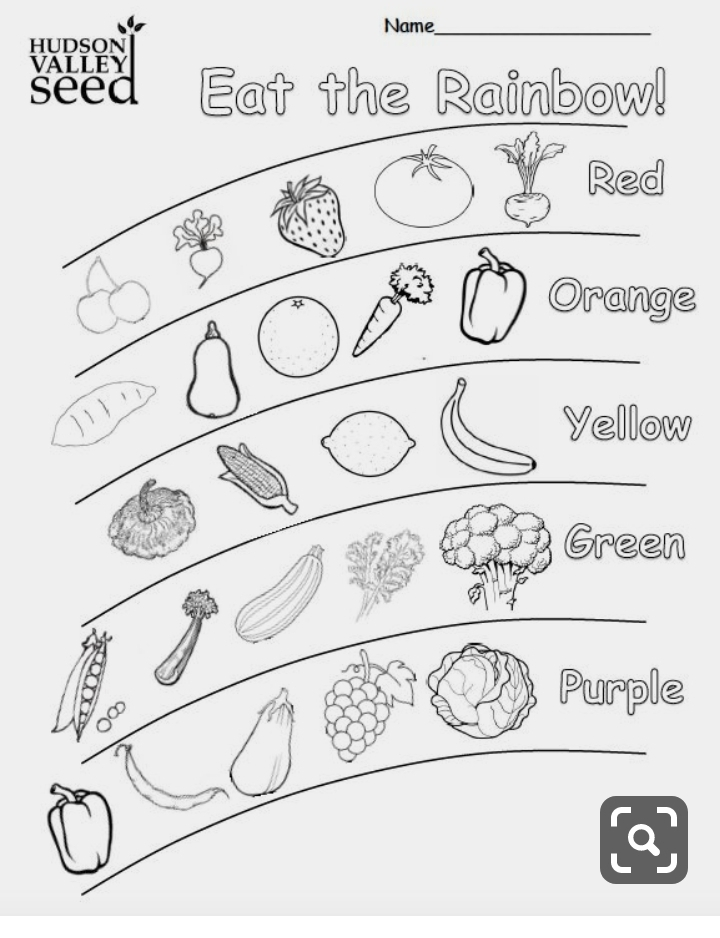 Name
HUDSON
VALLEY
seed
Eat the Rainbow!
Red
Orange
Yellow
Green
Purple